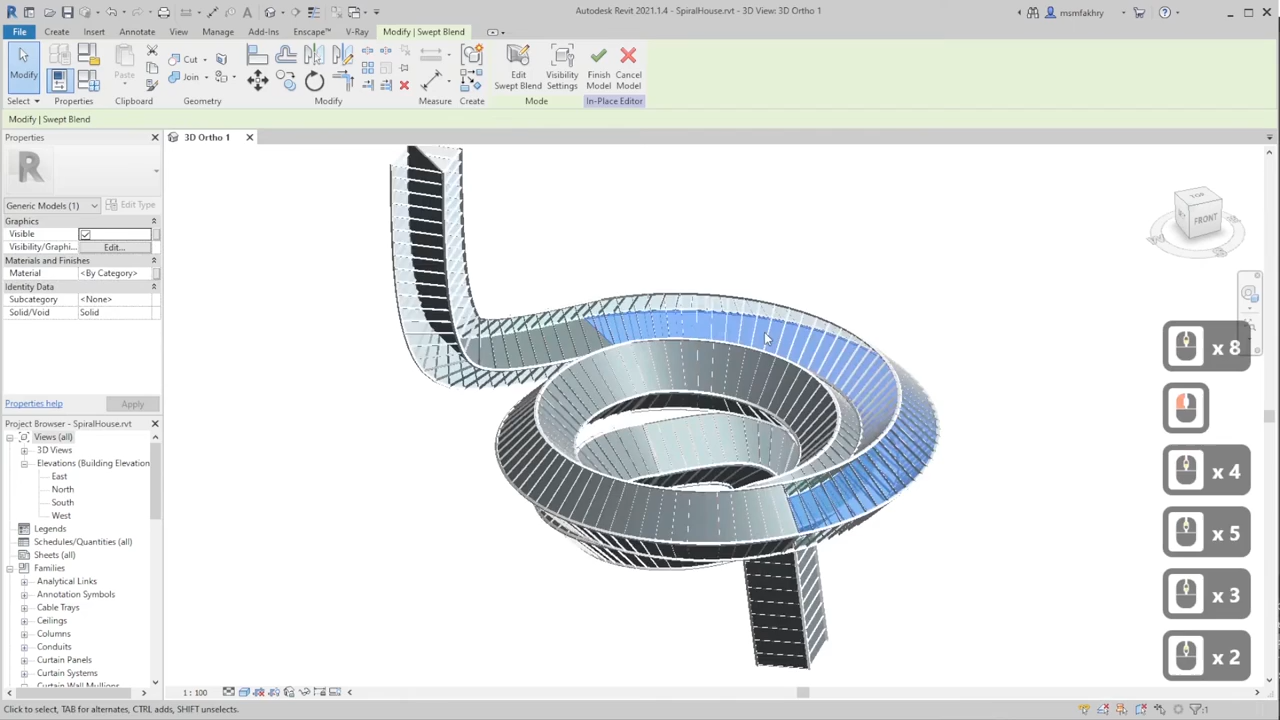 Autodesk Revit 2021.1.4 - SpiralHouse.rvt - 3D View: 3D Ortho 1
msmfakhry
File
Create
Insert
Annotate
View
Manage
Add-Ins
Enscape™
V-Ray
Modify | Swept Blend
Modify
Paste
Cut
Join
Edit
Swept Blend
Visibility
Settings
Finish
Model
Cancel
Model
Select
Properties
Clipboard
Geometry
Modify
Measure
Create
Mode
In-Place Editor
Modify | Swept Blend
Properties
3D Ortho 1
R
Generic Models (1)
Edit Type
Graphics
Visible
Visibility/Graphi...
Edit...
Materials and Finishes
Material
<By Category>
Identity Data
Subcategory
<None>
Solid/Void
Solid
Properties help
Apply
Project Browser - SpiralHouse.rvt
Views (all)
3D Views
Elevations (Building Elevation
East
North
South
West
Legends
Schedules/Quantities (all)
Sheets (all)
Families
Analytical Links
Annotation Symbols
Cable Trays
Ceilings
Columns
Conduits
Curtain Panels
Curtain Systems
Curtain Wall Mullions
TOP
FRONT
x 8
x 4
x 5
x 3
x 2
1 : 100
Click to select, TAB for alternates, CTRL adds, SHIFT unselects.
:1